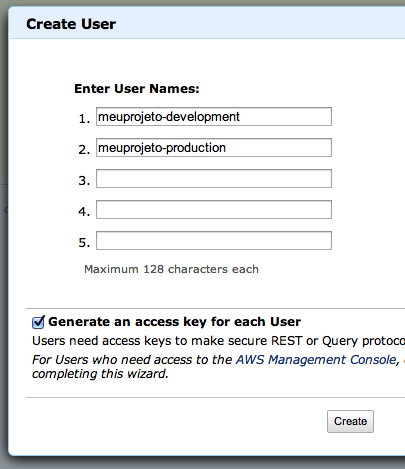 Create User
Enter User Names:
1. meuprojeto-development
2. meuprojeto-production
3.
4.
5.
Maximum 128 characters each
Generate an access key for each User
Users need access keys to make secure REST or Query protoco
For Users who need access to the AWS Management Console,
completing this wizard.
Create